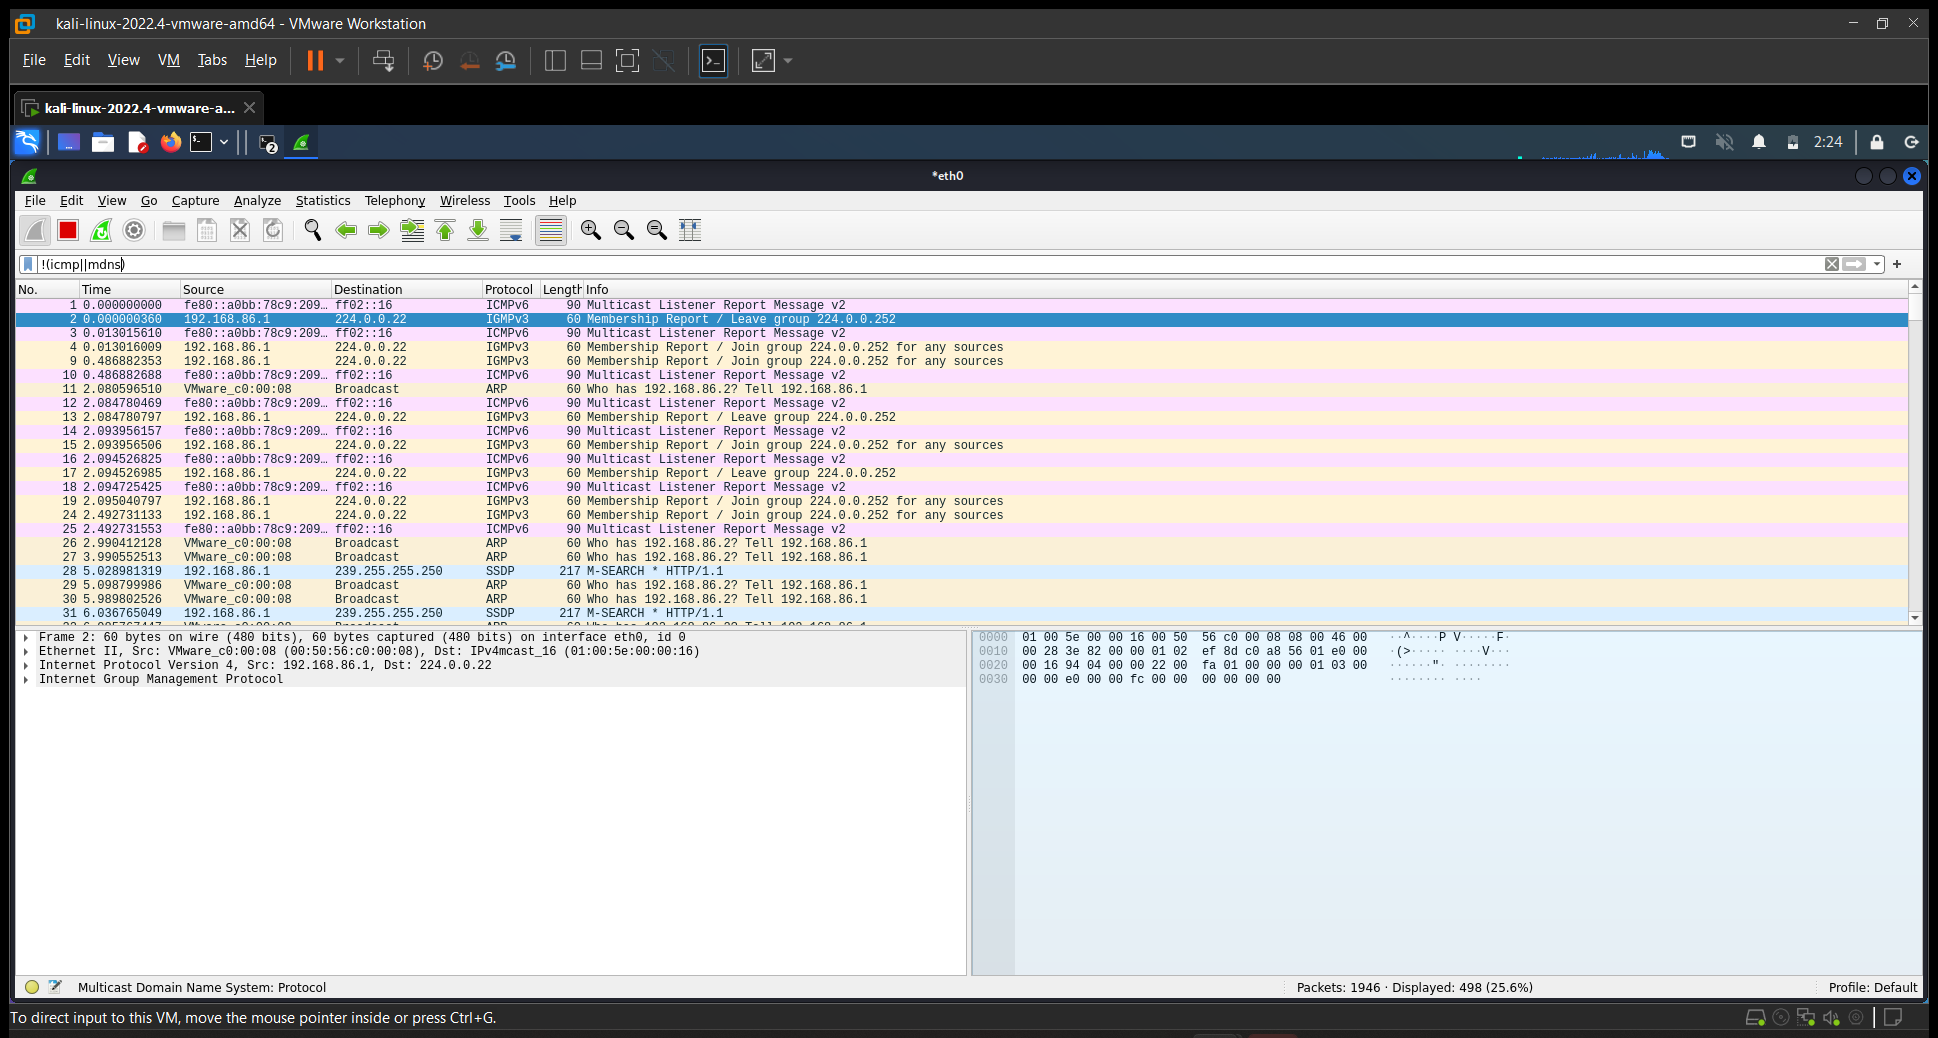 kali-linux-2022.4-vmware-amd64 - VMware Workstation
File Edit View VM Tabs Help
kali-linux-2022.4-vmware-a...
2 2:24
*eth0
File Edit View Go Capture Analyze Statistics Telephony Wireless Tools Help
!(icmp||mdns)
No. Time Source Destination Protocol Length Info
1 0.000000000 fe80::a0bb:78c9:209… ff02::16 ICMPv6 90 Multicast Listener Report Message v2
2 0.000000360 192.168.86.1 224.0.0.22 IGMPv3 60 Membership Report / Leave group 224.0.0.252
3 0.013015610 fe80::a0bb:78c9:209… ff02::16 ICMPv6 90 Multicast Listener Report Message v2
4 0.013016009 192.168.86.1 224.0.0.22 IGMPv3 60 Membership Report / Join group 224.0.0.252 for any sources
9 0.486882353 192.168.86.1 224.0.0.22 IGMPv3 60 Membership Report / Join group 224.0.0.252 for any sources
10 0.486882688 fe80::a0bb:78c9:209… ff02::16 ICMPv6 90 Multicast Listener Report Message v2
11 2.080596510 VMware_c0:00:08 Broadcast ARP 60 Who has 192.168.86.2? Tell 192.168.86.1
12 2.084780469 fe80::a0bb:78c9:209… ff02::16 ICMPv6 90 Multicast Listener Report Message v2
13 2.084780797 192.168.86.1 224.0.0.22 IGMPv3 60 Membership Report / Leave group 224.0.0.252
14 2.093956157 fe80::a0bb:78c9:209… ff02::16 ICMPv6 90 Multicast Listener Report Message v2
15 2.093956506 192.168.86.1 224.0.0.22 IGMPv3 60 Membership Report / Join group 224.0.0.252 for any sources
16 2.094526825 fe80::a0bb:78c9:209… ff02::16 ICMPv6 90 Multicast Listener Report Message v2
17 2.094526985 192.168.86.1 224.0.0.22 IGMPv3 60 Membership Report / Leave group 224.0.0.252
18 2.094725425 fe80::a0bb:78c9:209… ff02::16 ICMPv6 90 Multicast Listener Report Message v2
19 2.095040797 192.168.86.1 224.0.0.22 IGMPv3 60 Membership Report / Join group 224.0.0.252 for any sources
24 2.492731133 192.168.86.1 224.0.0.22 IGMPv3 60 Membership Report / Join group 224.0.0.252 for any sources
25 2.492731553 fe80::a0bb:78c9:209… ff02::16 ICMPv6 90 Multicast Listener Report Message v2
26 2.990412128 VMware_c0:00:08 Broadcast ARP 60 Who has 192.168.86.2? Tell 192.168.86.1
27 3.990552513 VMware_c0:00:08 Broadcast ARP 60 Who has 192.168.86.2? Tell 192.168.86.1
28 5.028981319 192.168.86.1 239.255.255.250 SSDP 217 M-SEARCH * HTTP/1.1
29 5.098799986 VMware_c0:00:08 Broadcast ARP 60 Who has 192.168.86.2? Tell 192.168.86.1
30 5.989802526 VMware_c0:00:08 Broadcast ARP 60 Who has 192.168.86.2? Tell 192.168.86.1
31 6.036765049 192.168.86.1 239.255.255.250 SSDP 217 M-SEARCH * HTTP/1.1
Frame 2: 60 bytes on wire (480 bits), 60 bytes captured (480 bits) on interface eth0, id 0
Ethernet II, Src: VMware_c0:00:08 (00:50:56:c0:00:08), Dst: IPv4mcast_16 (01:00:5e:00:00:16)
Internet Protocol Version 4, Src: 192.168.86.1, Dst: 224.0.0.22
Internet Group Management Protocol
0000 01 00 5e 00 00 16 00 50 56 c0 00 08 08 00 46 00 ··^····P V·····F·
0010 00 28 3e 82 00 00 01 02 ef 8d c0 a8 56 01 e0 00 ·(>····· ····V···
0020 00 16 94 04 00 00 22 00 fa 01 00 00 00 01 03 00 ······"· ········
0030 00 00 e0 00 00 fc 00 00 00 00 00 00 ········ ····
Multicast Domain Name System: Protocol
Packets: 1946 · Displayed: 498 (25.6%)
Profile: Default
To direct input to this VM, move the mouse pointer inside or press Ctrl+G.